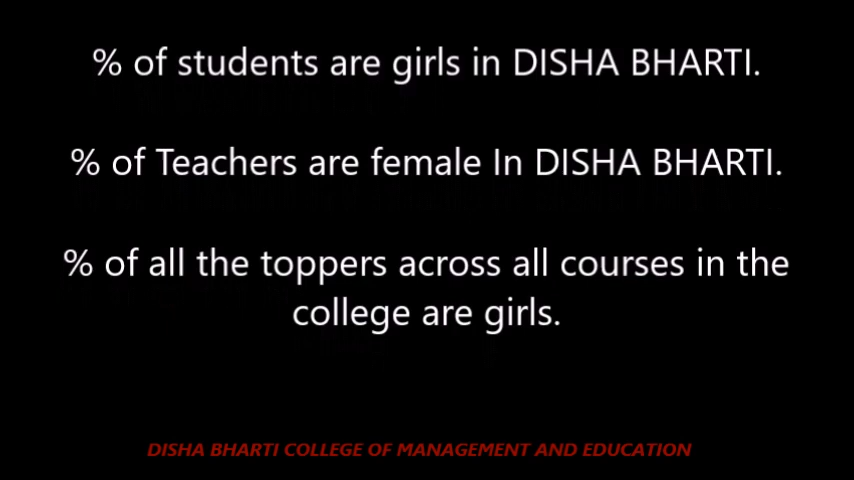 % of students are girls in DISHA BHARTI.
% of Teachers are female In DISHA BHARTI.
% of all the toppers across all courses in the
college are girls.
DISHA BHARTI COLLEGE OF MANAGEMENT AND EDUCATION